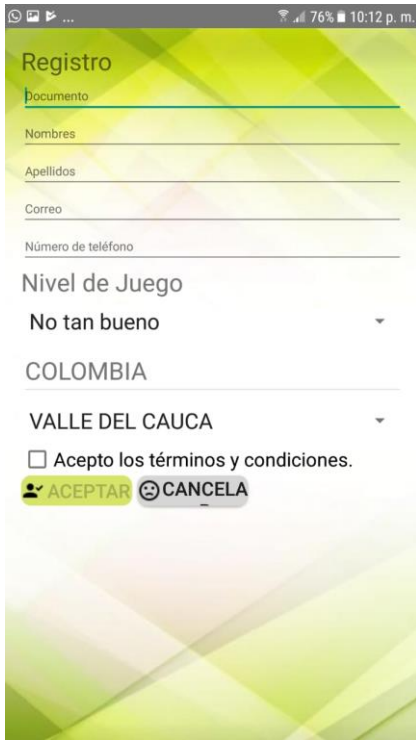 ... 76% 10:12 p. m.
Registro
Documento
Nombres
Apellidos
Correo
Número de teléfono
Nivel de Juego
No tan bueno
COLOMBIA
VALLE DEL CAUCA
Acepto los términos y condiciones.
ACEPTAR CANCELA